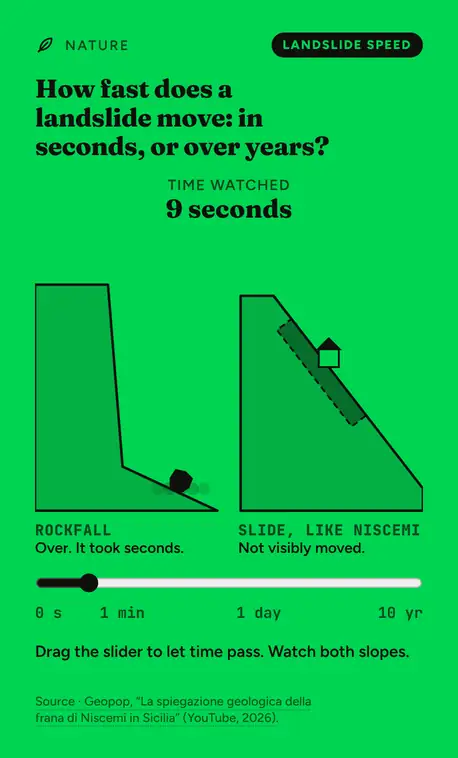 NATURE
LANDSLIDE SPEED
How fast does a
landslide move: in
seconds, or over years?
TIME WATCHED
9 seconds
ROCKFALL
Over. It took seconds.
SLIDE, LIKE NISCEMI
Not visibly moved.
0 s 1 min 1 day 10 yr
Drag the slider to let time pass. Watch both slopes.
Source · Geopop, “La spiegazione geologica della
frana di Niscemi in Sicilia” (YouTube, 2026).